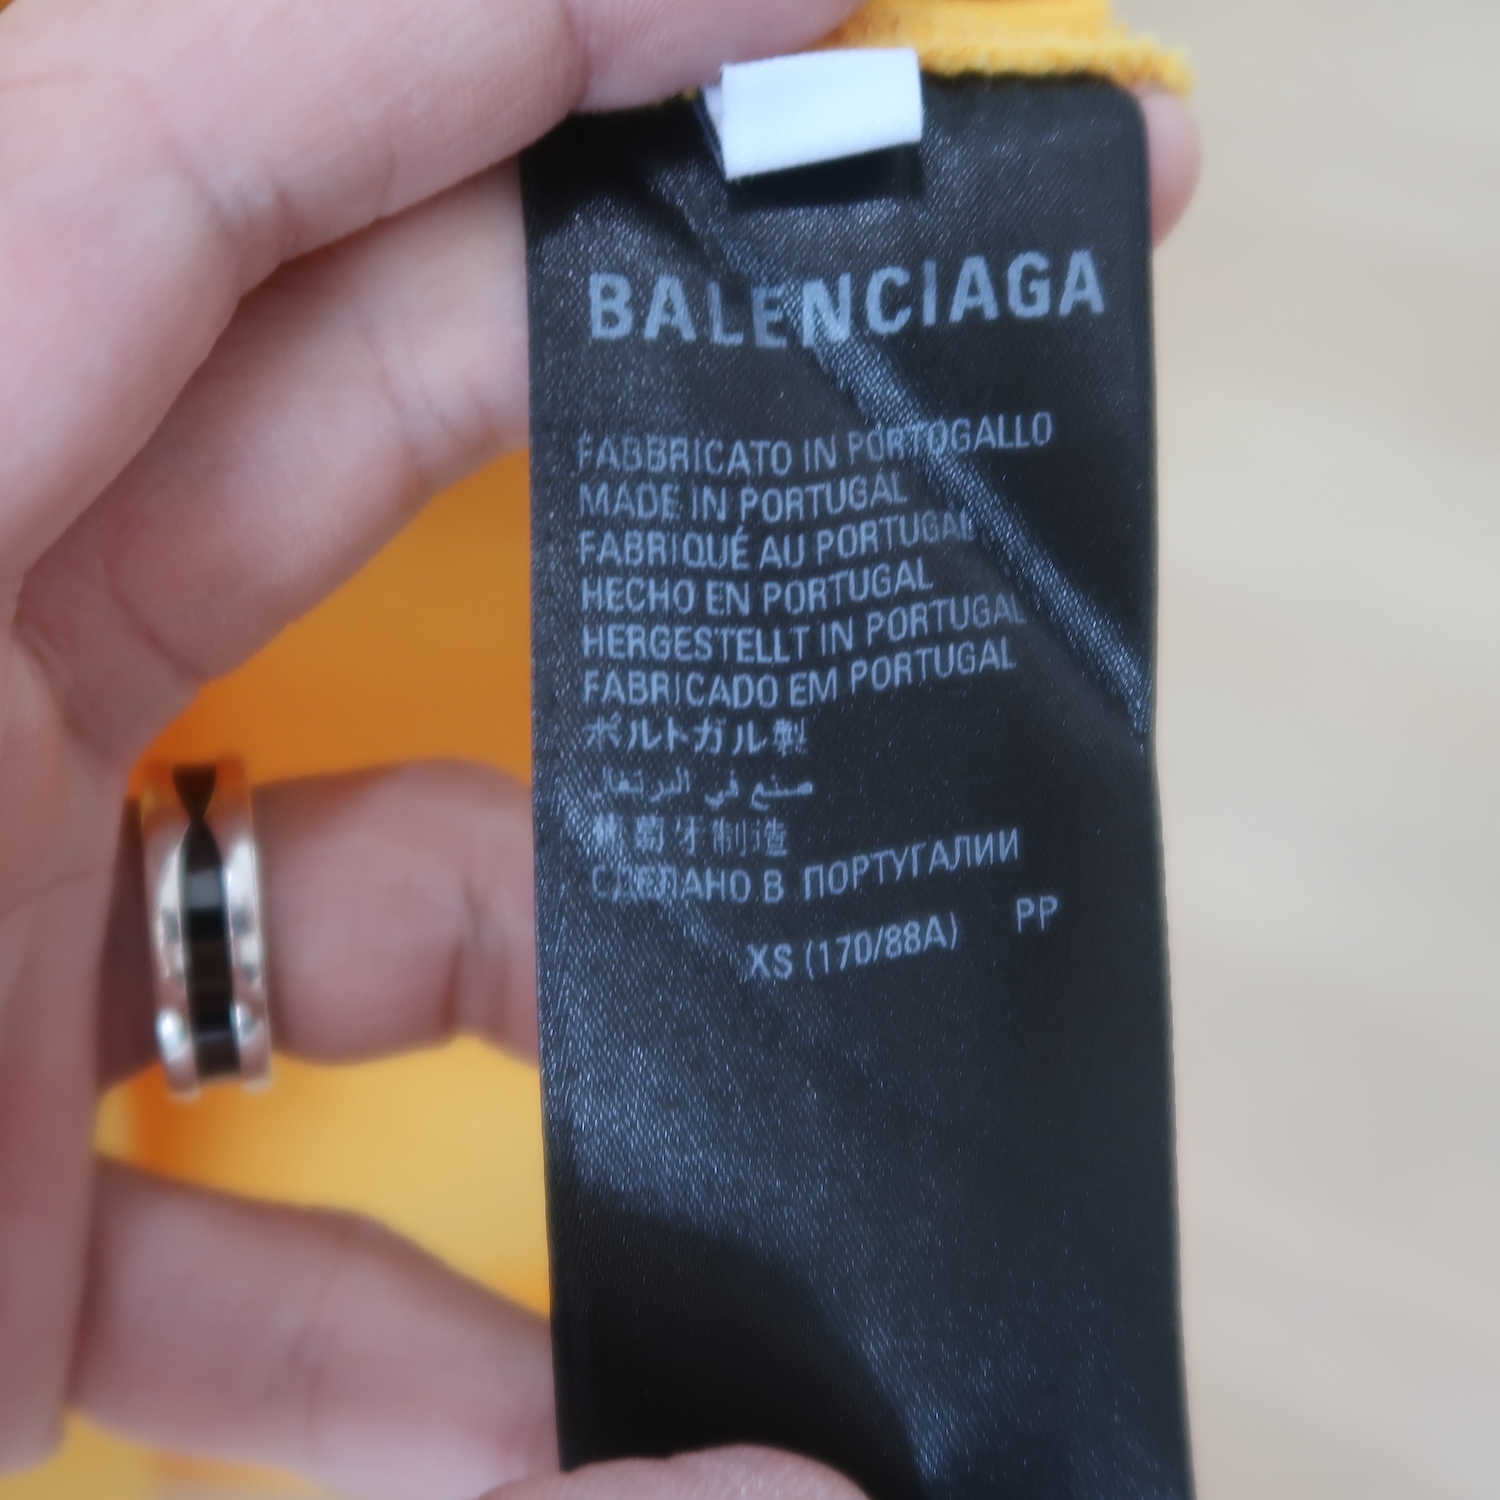 BALENCIAGA
FABBRICATO IN PORTOGALLO
MADE IN PORTUGAL
FABRIQUÉ AU PORTUGAL
HECHO EN PORTUGAL
HERGESTELLT IN PORTUGAL
FABRICADO EM PORTUGAL
ポルトガル製
صنع في البرتغال
葡萄牙制造
СДЕЛАНО В ПОРТУГАЛИИ
XS (170/88A) PP